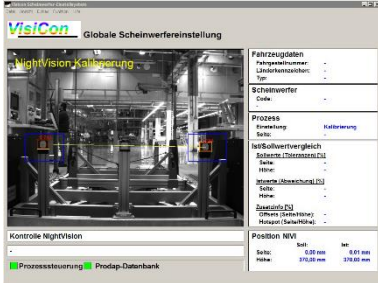 VisiCon
Globale Scheinwerfereinstellung
NightVision Kalibrierung
Fahrzeugdaten
Fahrgestellnummer: -
Länderkennzeichen: -
Typ: -
Scheinwerfer
Code: -
-
Prozess
Einstellung: Kalibrierung
Seite: -
Ist/Sollwertvergleich
Sollwerte (Toleranzen) [%]
Seite: -
Höhe: -
Istwerte (Abweichung) [%]
Seite: -
Höhe: -
Zusatzinfo [%]
Offsets (Seite/Höhe): -
Hotspot (Seite/Höhe): -
Kontrolle NightVision
-
Position NIVI
Soll: Ist:
Seite: 0,00 mm 0,01 mm
Höhe: 370,00 mm 370,00 mm
Prozesssteuerung Prodap-Datenbank